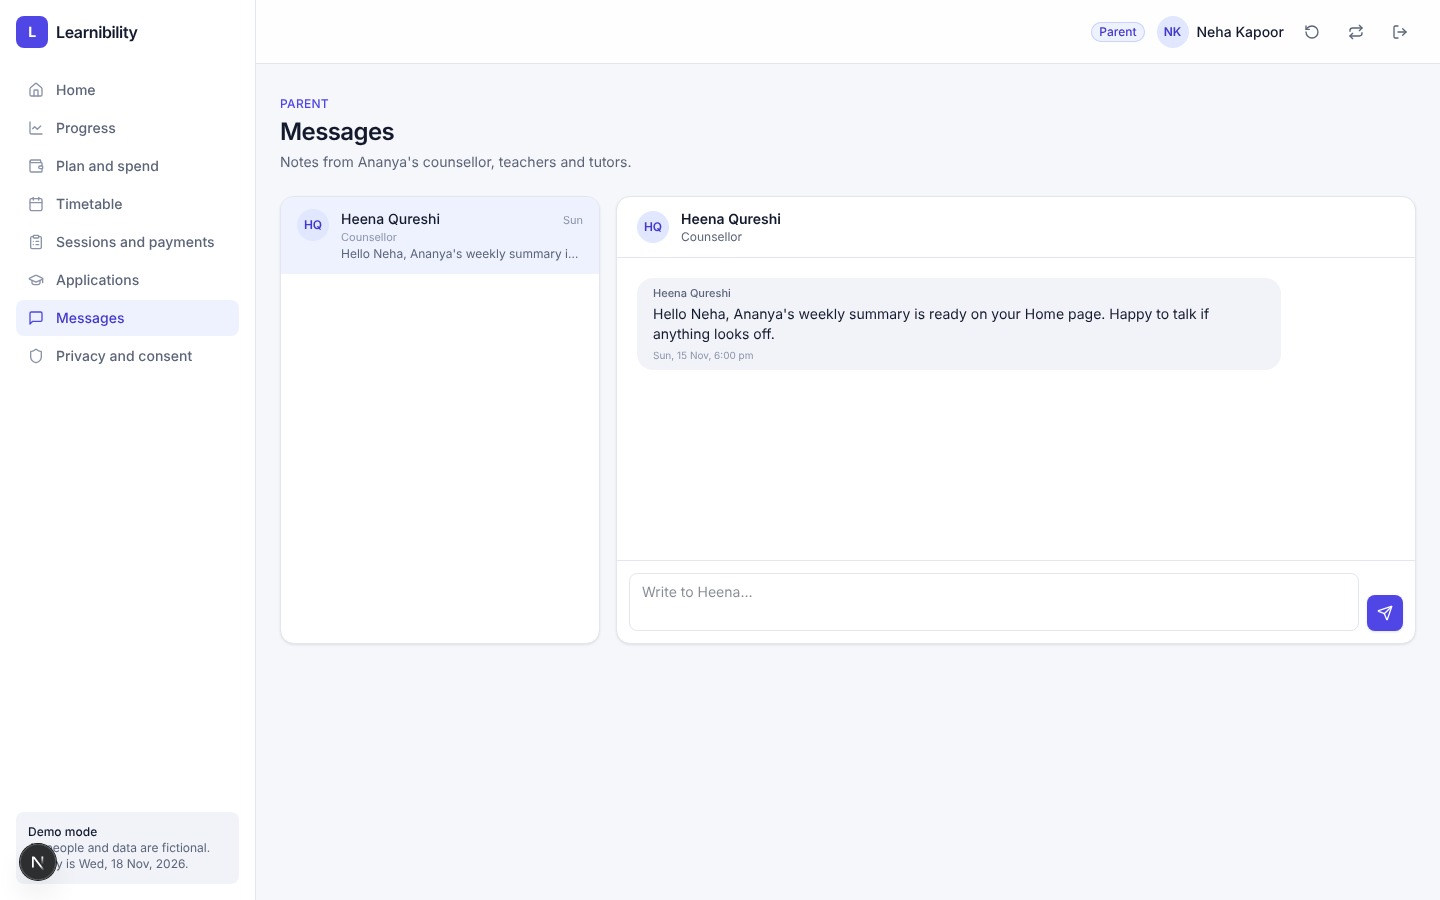 L Learnibility
Parent NK Neha Kapoor
Home
Progress
Plan and spend
Timetable
Sessions and payments
Applications
Messages
Privacy and consent
PARENT
Messages
Notes from Ananya's counsellor, teachers and tutors.
HQ Heena Qureshi Sun
Counsellor
Hello Neha, Ananya's weekly summary i...
HQ Heena Qureshi
Counsellor
Heena Qureshi
Hello Neha, Ananya's weekly summary is ready on your Home page. Happy to talk if
anything looks off.
Sun, 15 Nov, 6:00 pm
Write to Heena...
Demo mode
people and data are fictional.
is Wed, 18 Nov, 2026.
N